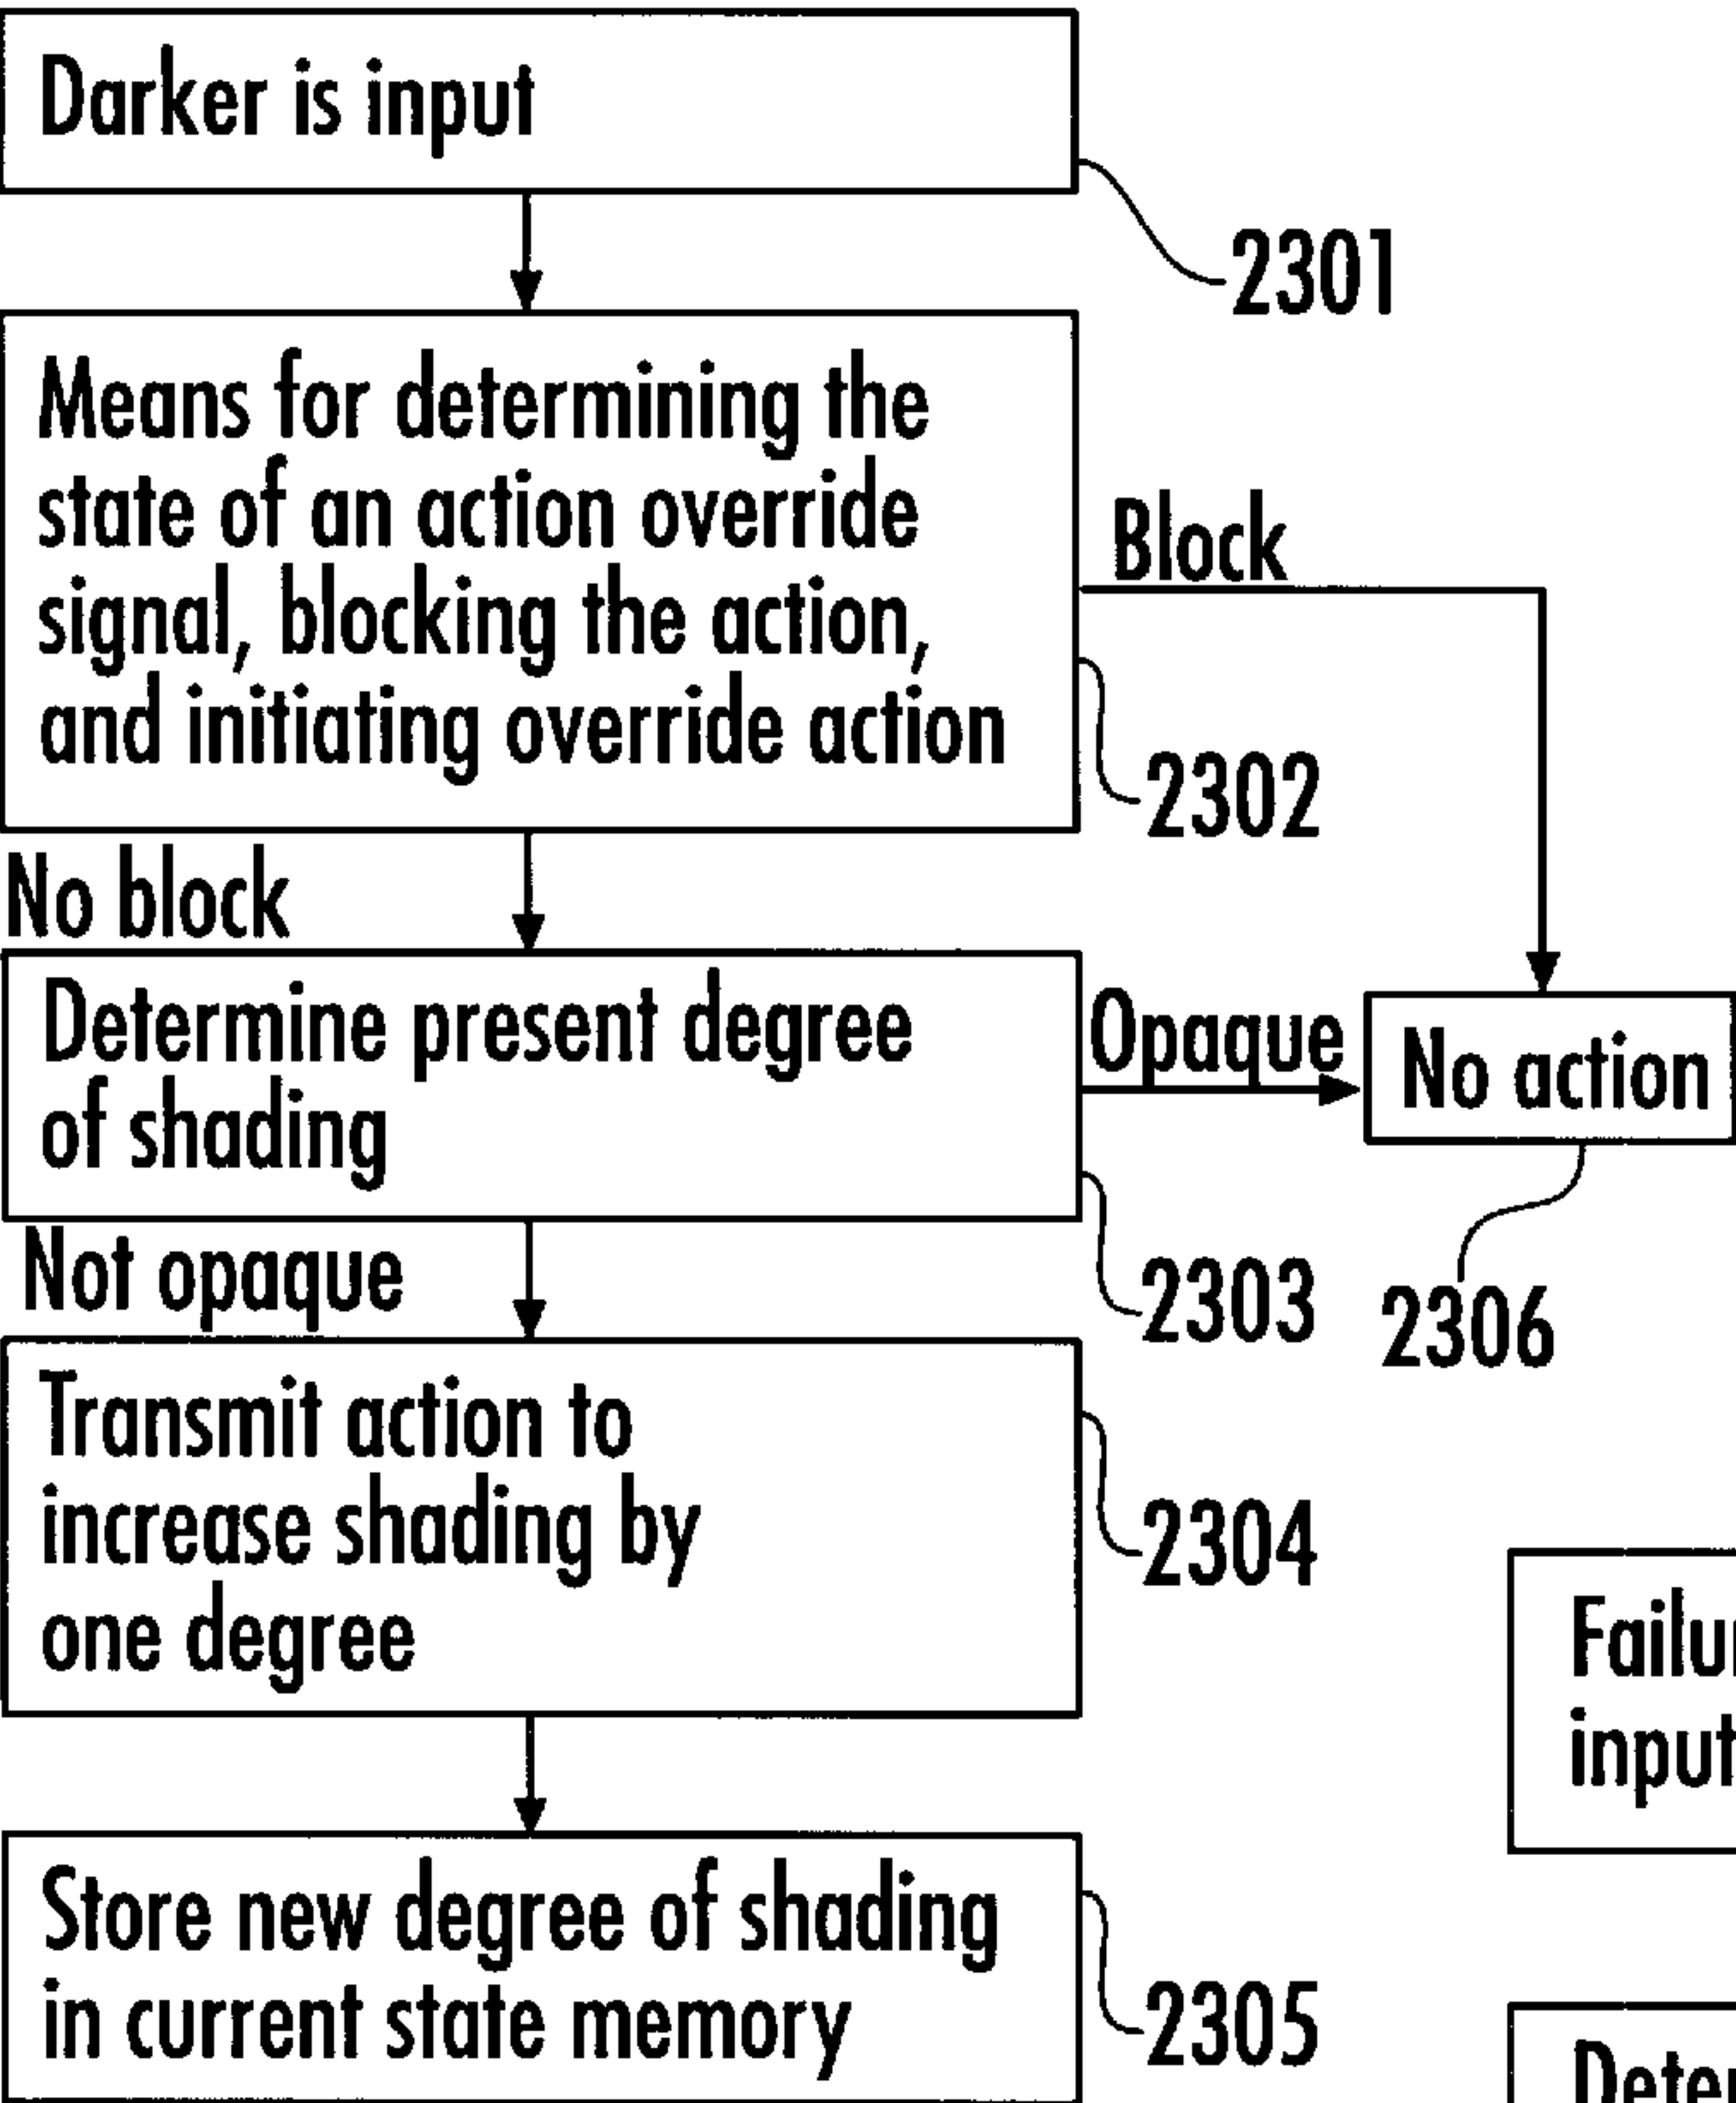 Darker is input
2301
Means for determining the
state of an action override
signal, blocking the action,
and initiating override action
Block
2302
No block
Determine present degree
of shading
Opaque
No action
2303
2306
Not opaque
Transmit action to
increase shading by
one degree
2304
Store new degree of shading
in current state memory
2305
input